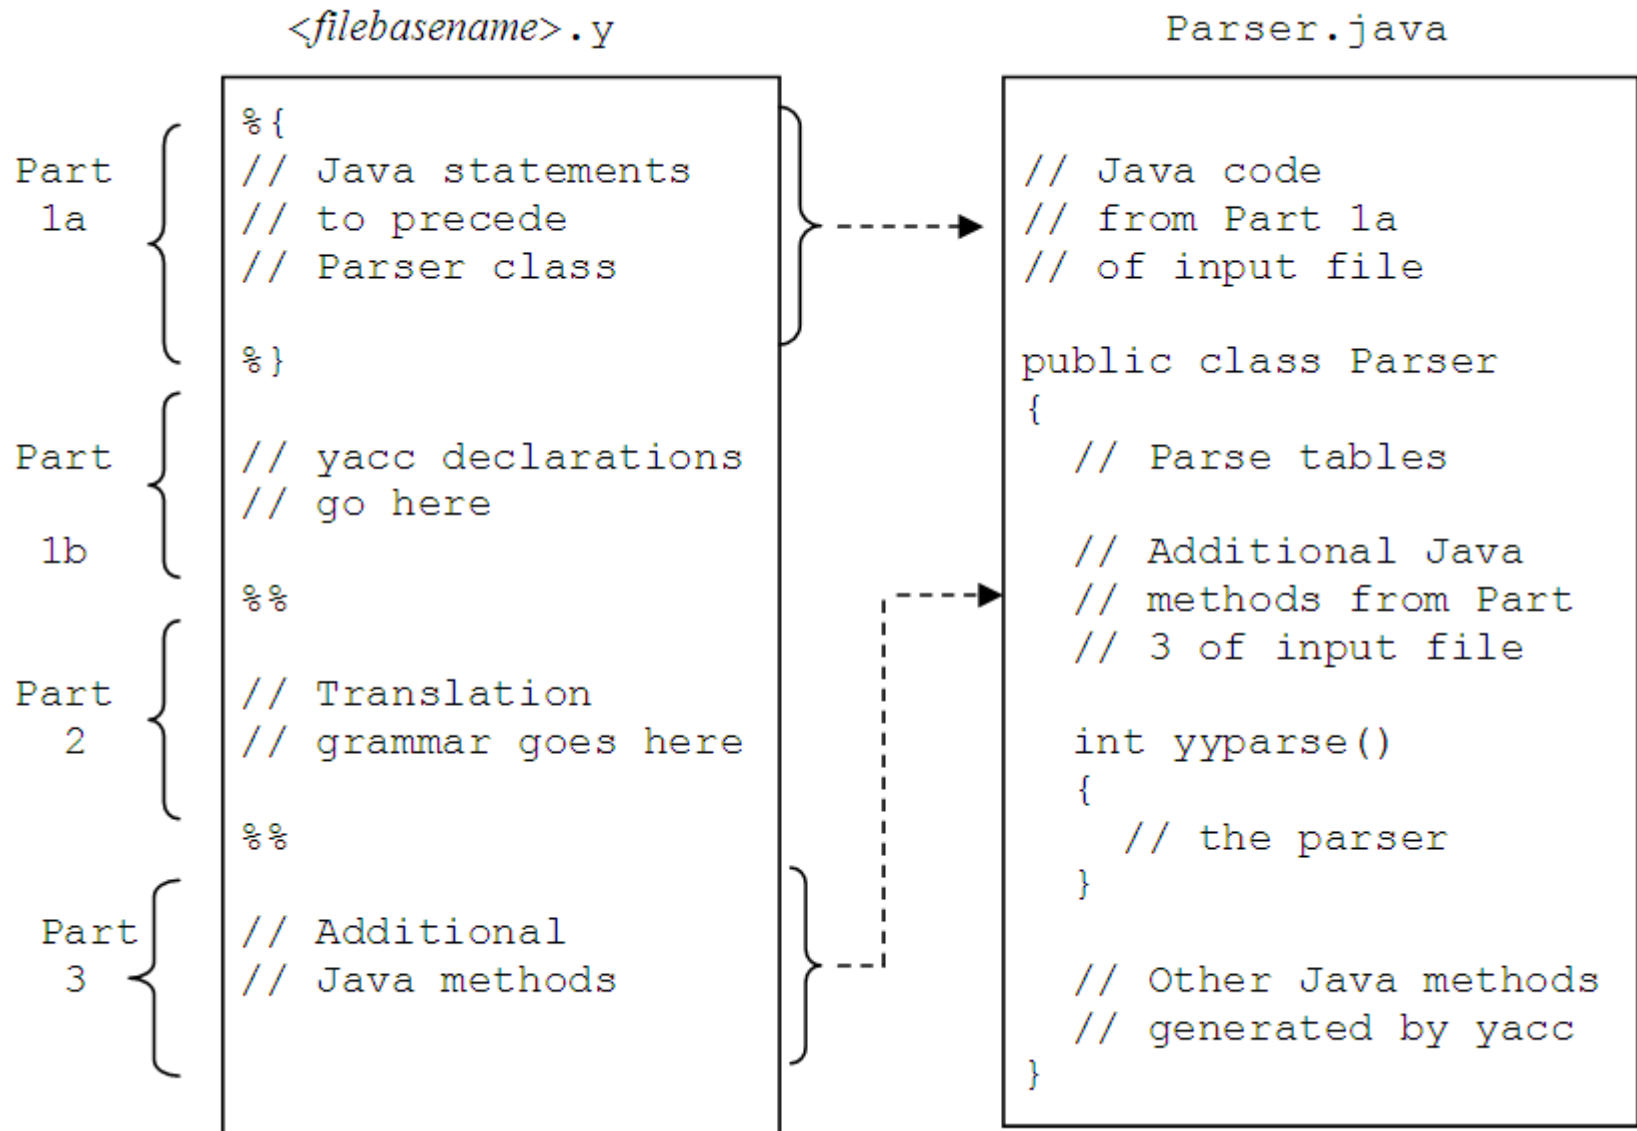 <filebasename>.y
Part
1a
%{
// Java statements
// to precede
// Parser class
%}
Part
1b
// yacc declarations
// go here
%%
Part
2
// Translation
// grammar goes here
%%
Part
3
// Additional
// Java methods
Parser.java
// Java code
// from Part 1a
// of input file
public class Parser
{
// Parse tables
// Additional Java
// methods from Part
// 3 of input file
int yyparse()
{
// the parser
}
// Other Java methods
// generated by yacc
}